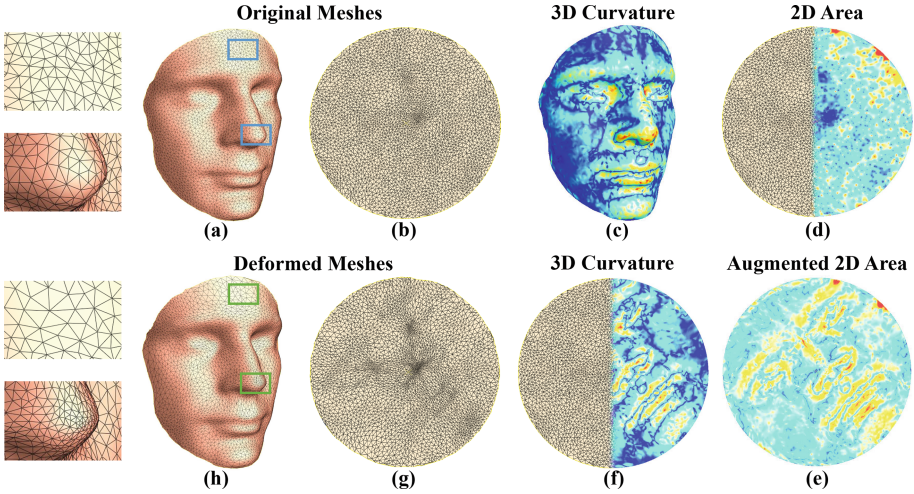 Original Meshes
3D Curvature
2D Area
(a)
(b)
(c)
(d)
Deformed Meshes
3D Curvature
Augmented 2D Area
(h)
(g)
(f)
(e)